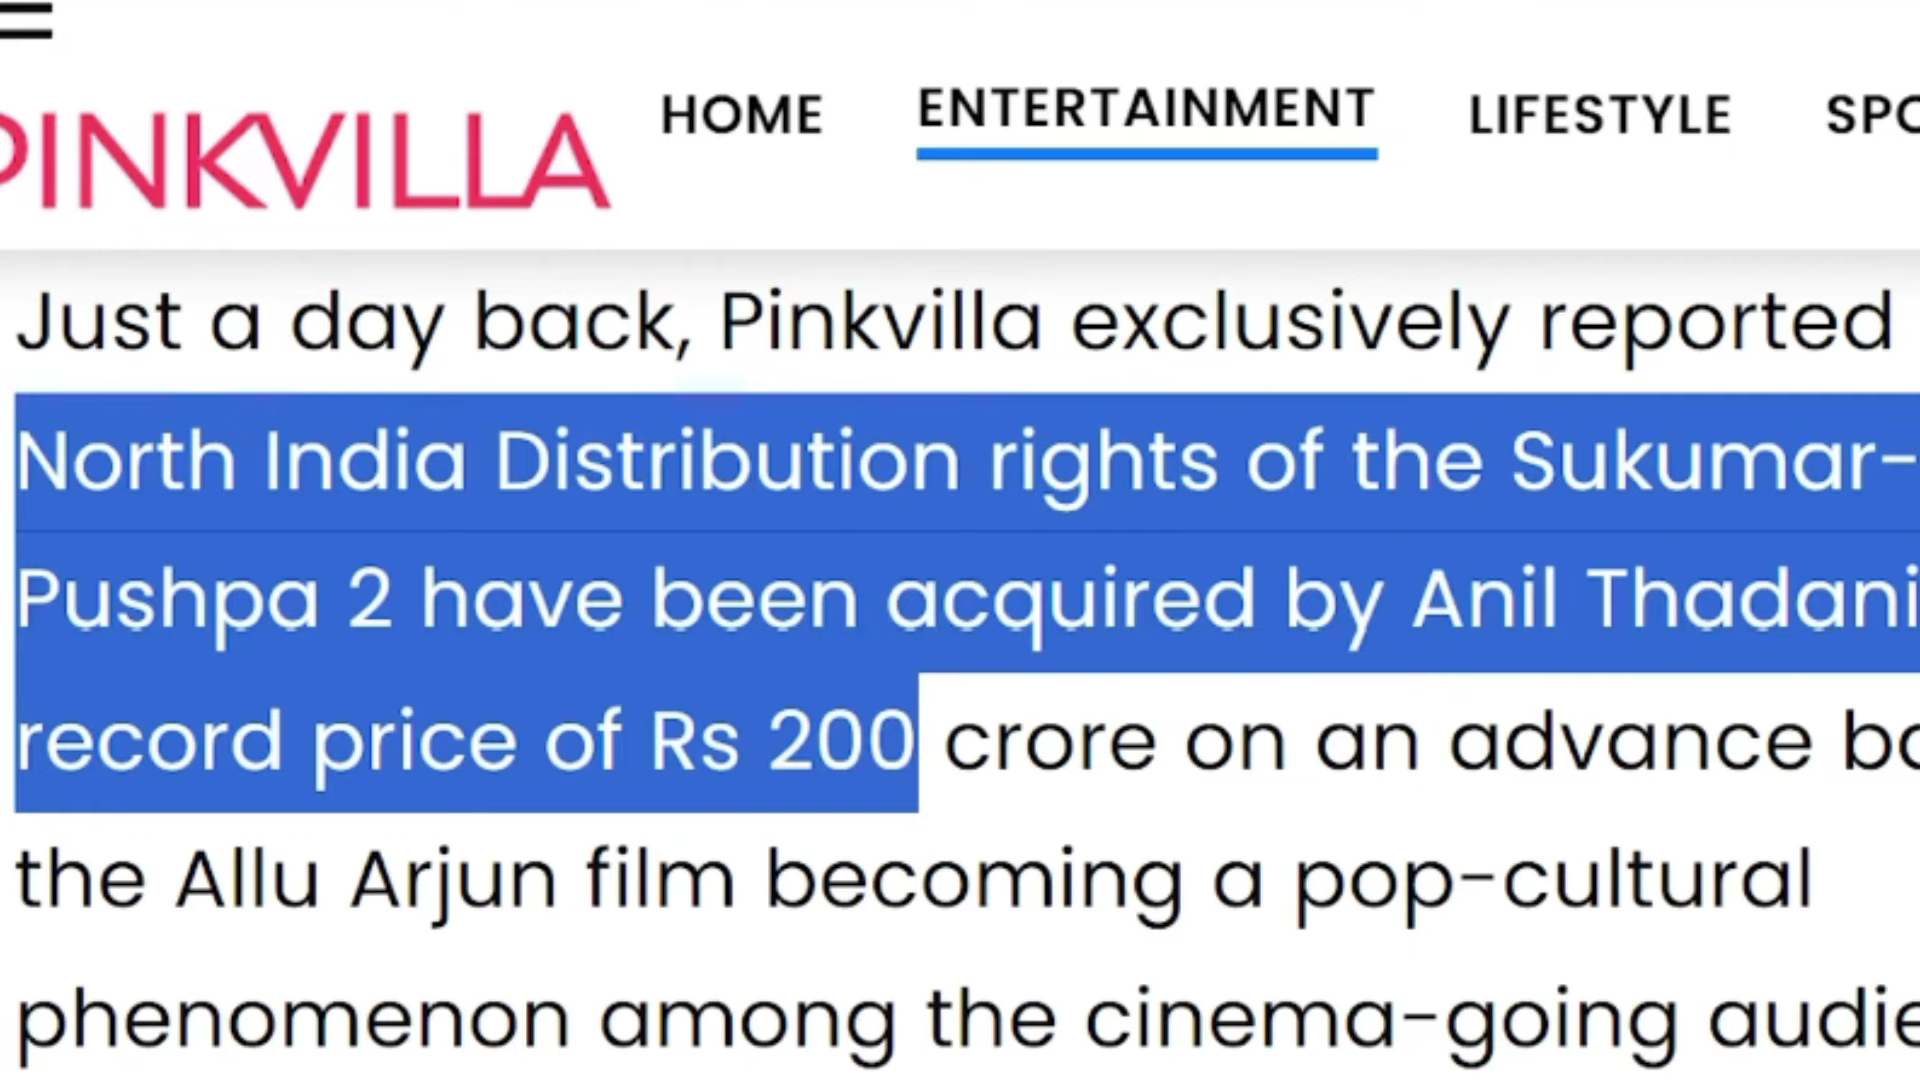 PINKVILLA HOME ENTERTAINMENT LIFESTYLE
Just a day back, Pinkvilla exclusively reported
North India Distribution rights of the Sukumar-
Pushpa 2 have been acquired by Anil Thadani
record price of Rs 200 crore on an advance
the Allu Arjun film becoming a pop-cultural
phenomenon among the cinema-going